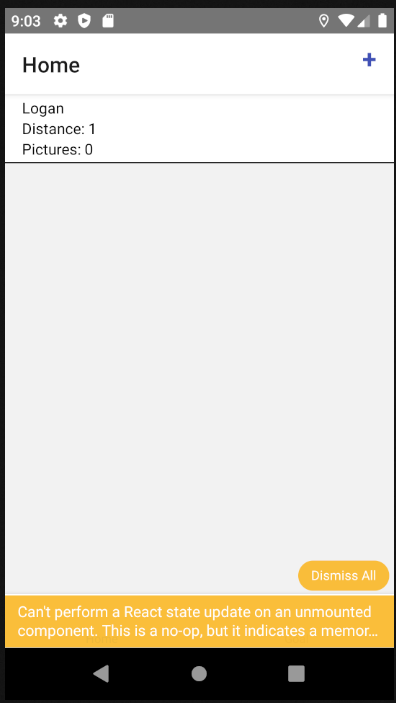 9:03
Home
+
Logan
Distance: 1
Pictures: 0
Dismiss All
Can't perform a React state update on an unmounted
component. This is a no-op, but it indicates a memor...